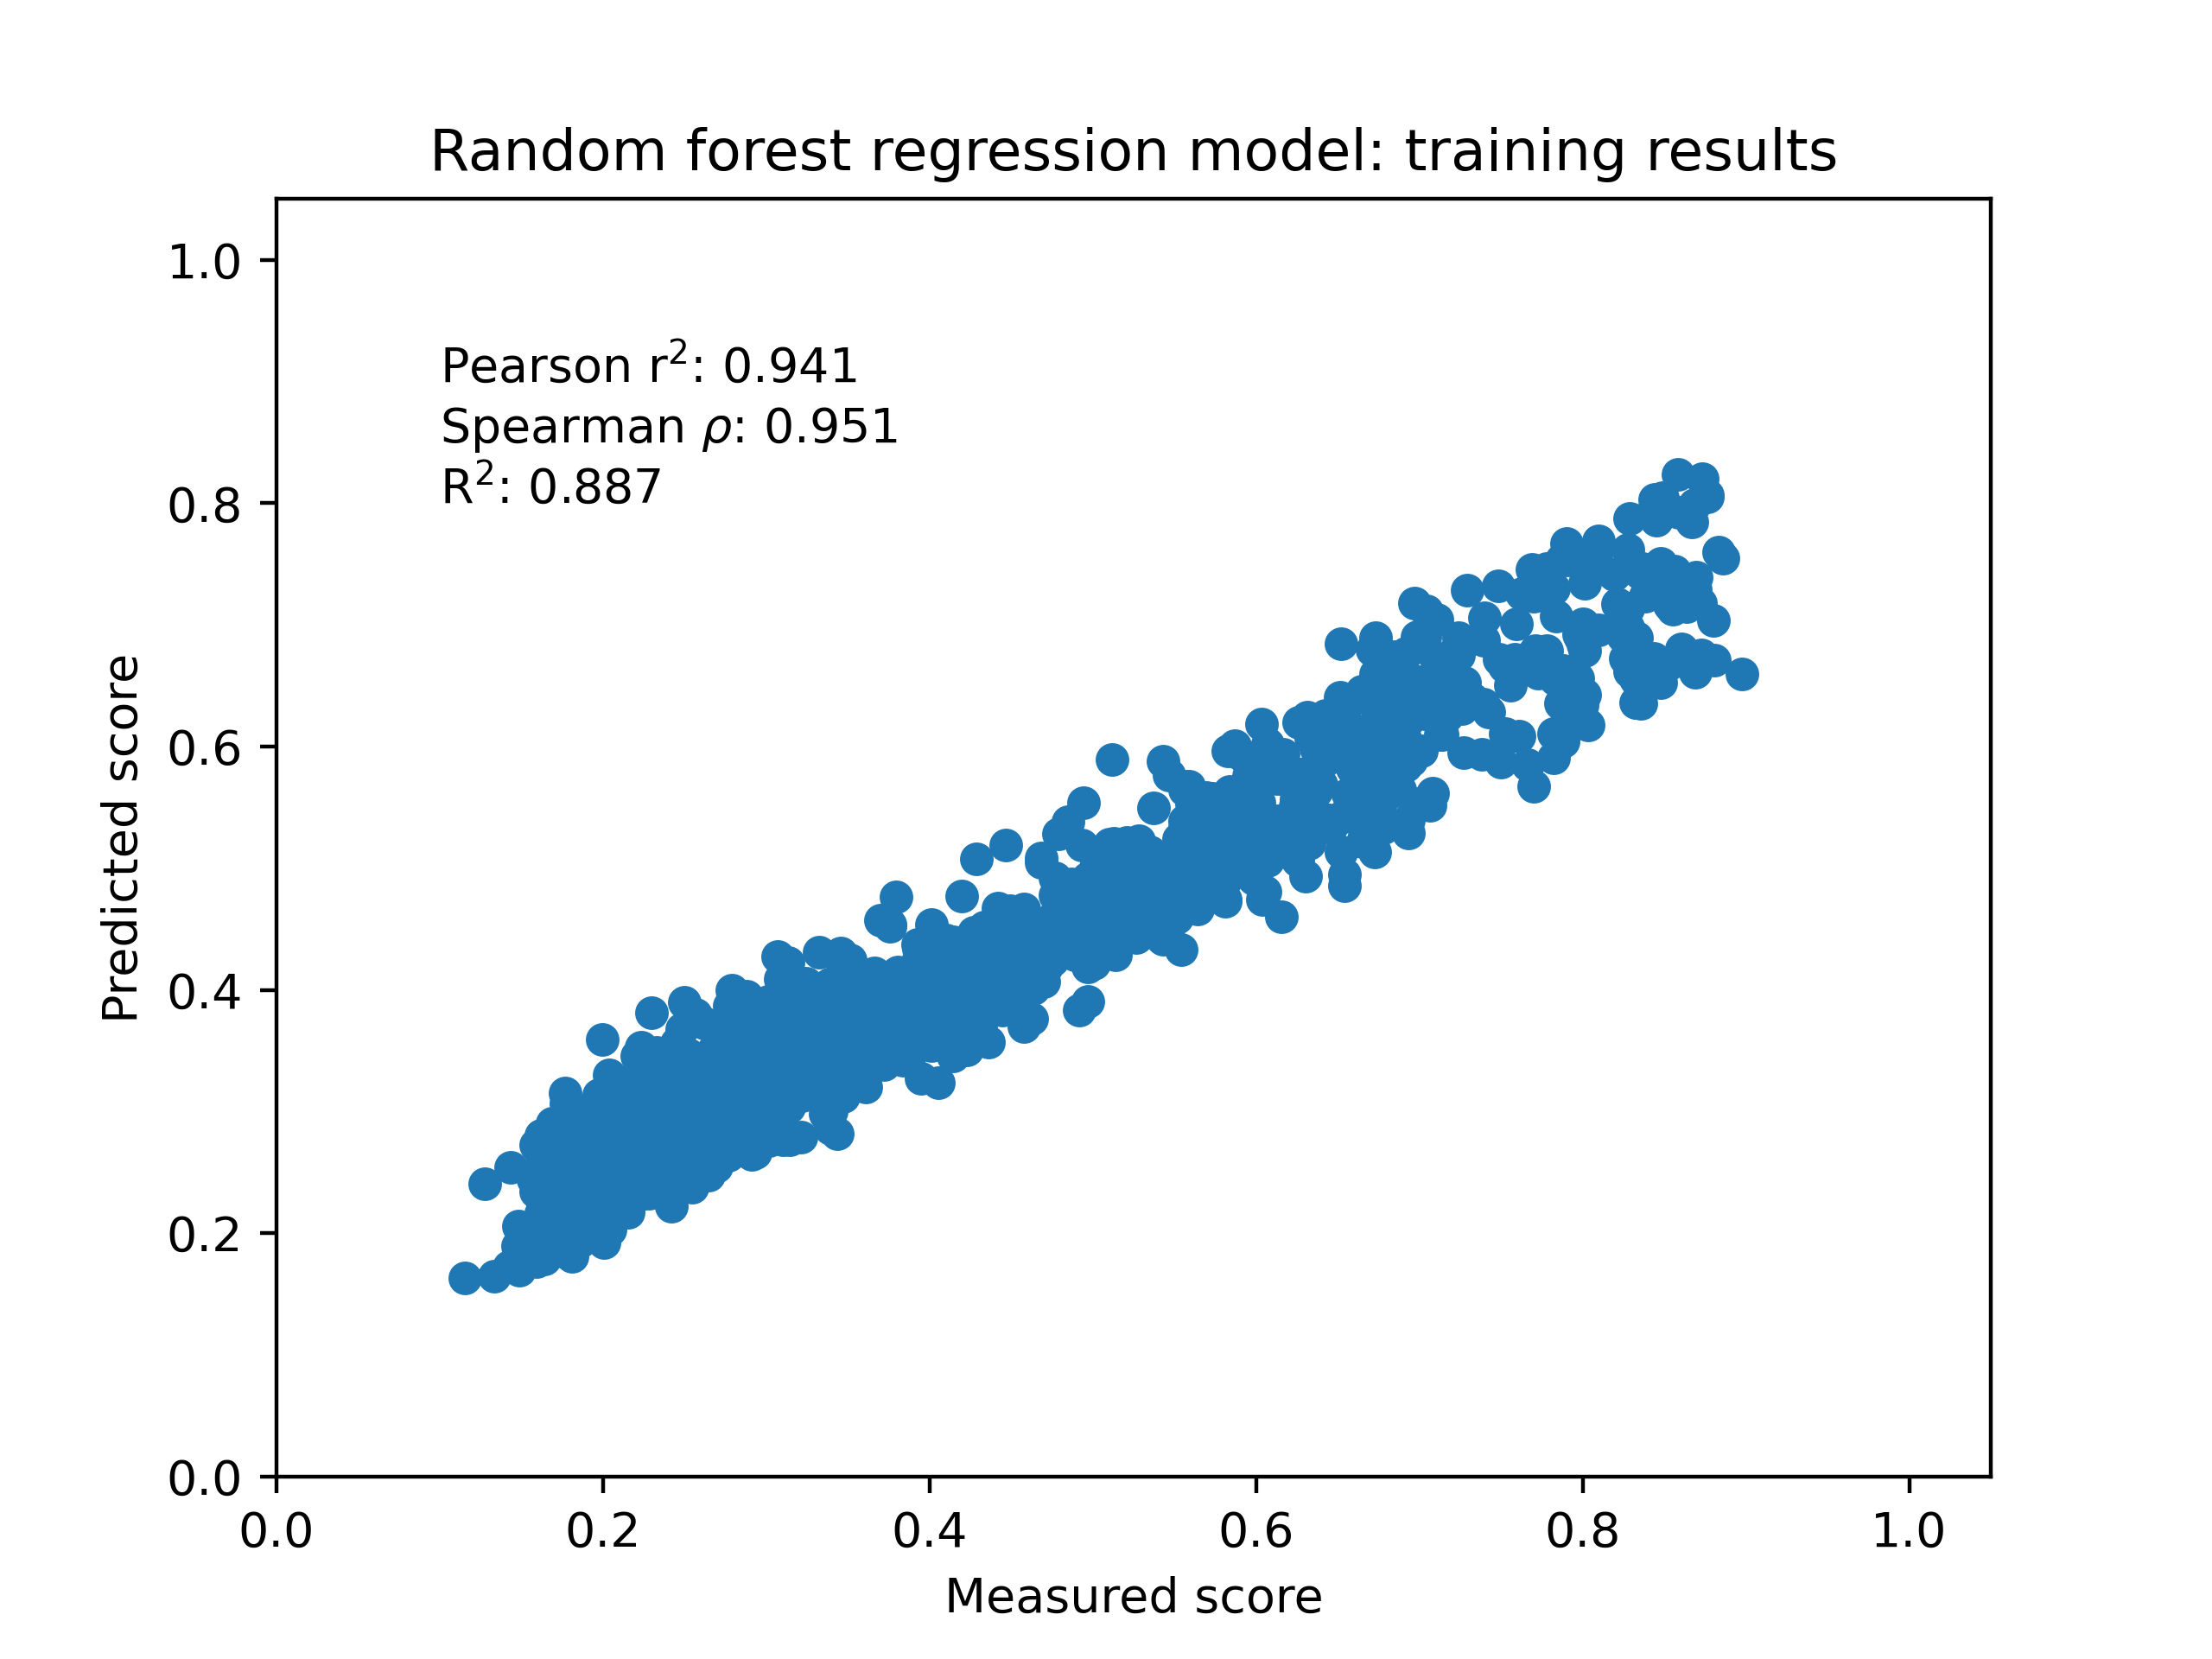 Random forest regression model: training results
1.0
Pearson r²: 0.941
Spearman ρ: 0.951
R²: 0.887
0.8
0.6
Predicted score
0.4
0.2
0.0
0.0 0.2 0.4 0.6 0.8 1.0
Measured score